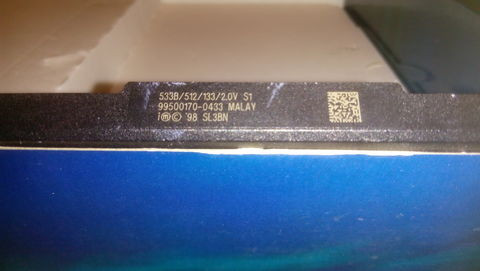 533B/512/133/2.0V S1
99500170-0433 MALAY
i Ⓜ © '98 SL3BN